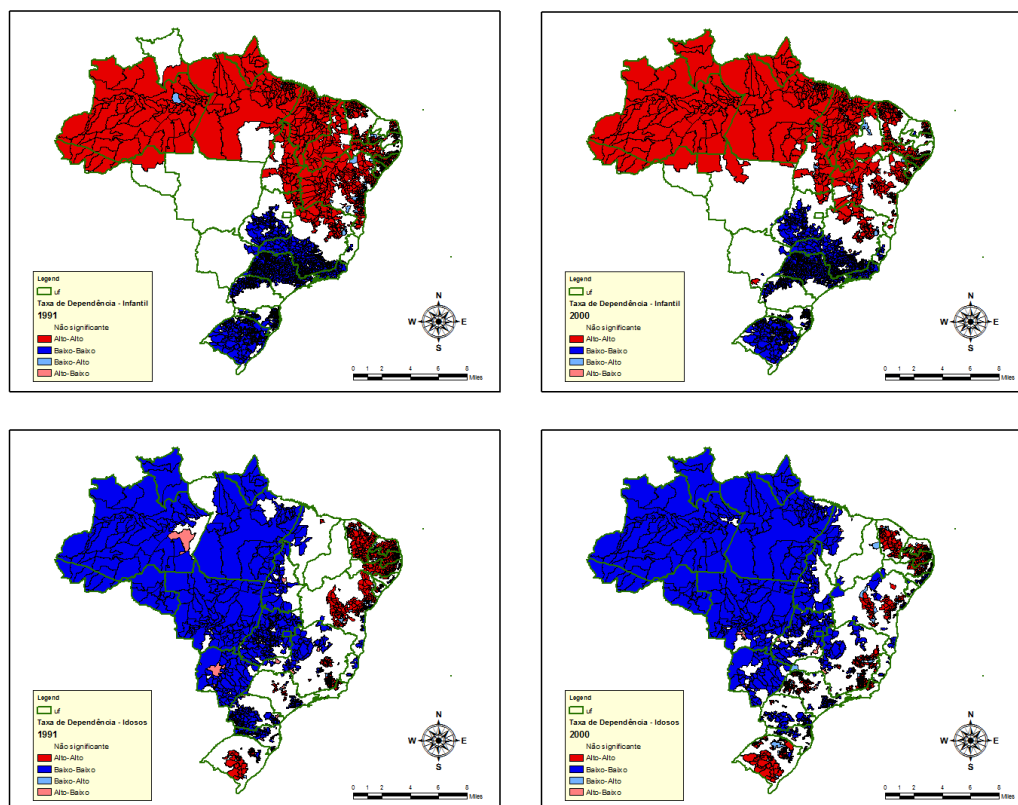 N
W E
S
Legend
uf
Taxa de Dependência - Infantil
1991
Não significante
Alto-Alto
Baixo-Baixo
Baixo-Alto
Alto-Baixo
0 1 2 4 6 8
Miles
N
W E
S
Legend
uf
Taxa de Dependência - Infantil
2000
Não significante
Alto-Alto
Baixo-Baixo
Baixo-Alto
Alto-Baixo
0 1 2 4 6 8
Miles
N
W E
S
Legend
uf
Taxa de Dependência - Idosos
1991
Não significante
Alto-Alto
Baixo-Baixo
Baixo-Alto
Alto-Baixo
0 1 2 4 6 8
Miles
N
W E
S
Legend
uf
Taxa de Dependência - Idosos
2000
Não significante
Alto-Alto
Baixo-Baixo
Baixo-Alto
Alto-Baixo
0 1 2 4 6 8
Miles